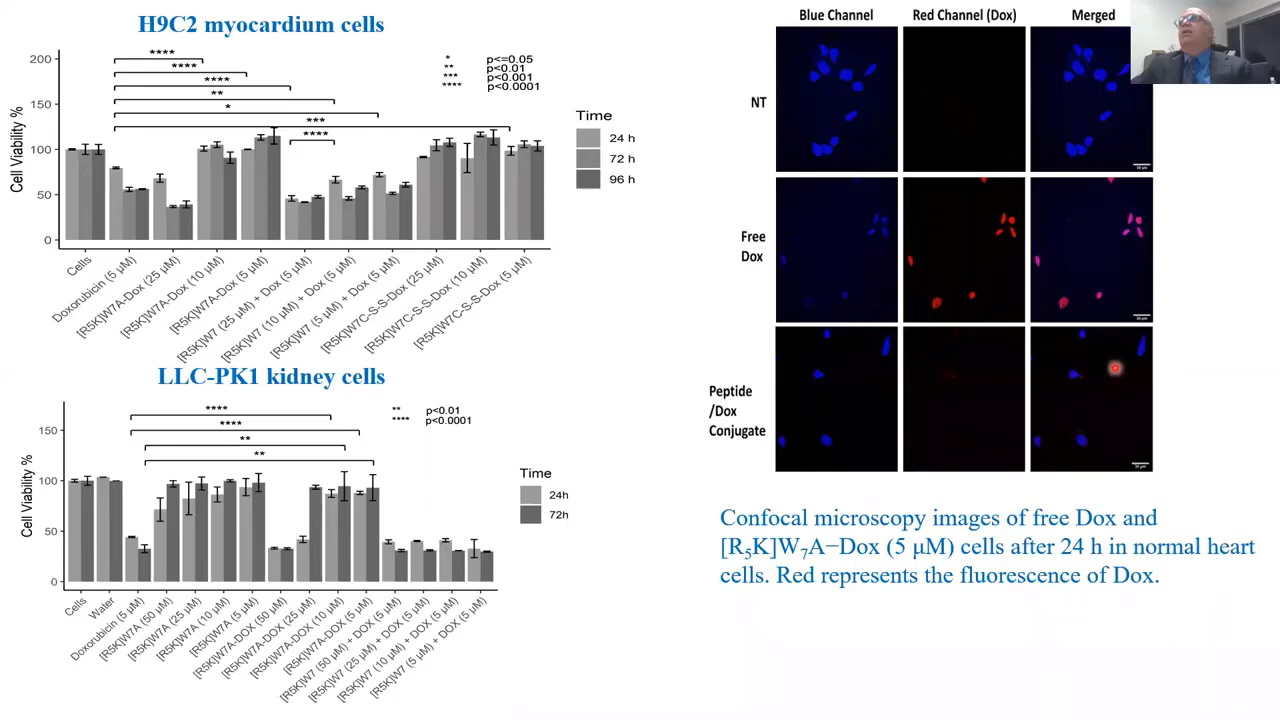 H9C2 myocardium cells
200
150
100
50
0
Cell Viability %
****
****
****
**
*
***
****
* p<=0.05
** p<0.01
*** p<0.001
**** p<0.0001
Time
24 h
72 h
96 h
Cells
Doxorubicin (5 μM)
[R5K]W7A-Dox (25 μM)
[R5K]W7A-Dox (10 μM)
[R5K]W7A-Dox (5 μM)
[R5K]W7 (25 μM) + Dox (5 μM)
[R5K]W7 (10 μM) + Dox (5 μM)
[R5K]W7 (5 μM) + Dox (5 μM)
[R5K]W7C-S-S-Dox (25 μM)
[R5K]W7C-S-S-Dox (10 μM)
[R5K]W7C-S-S-Dox (5 μM)
LLC-PK1 kidney cells
150
100
50
0
Cell Viability %
****
****
**
**
** p<0.01
**** p<0.0001
Time
24h
72h
Cells
Water
Doxorubicin (5 μM)
[R5K]W7A (50 μM)
[R5K]W7A (25 μM)
[R5K]W7A (10 μM)
[R5K]W7A (5 μM)
[R5K]W7A-DOX (50 μM)
[R5K]W7A-DOX (25 μM)
[R5K]W7A-DOX (10 μM)
[R5K]W7A-DOX (5 μM)
[R5K]W7 (50 μM) + DOX (5 μM)
[R5K]W7 (25 μM) + DOX (5 μM)
[R5K]W7 (10 μM) + DOX (5 μM)
[R5K]W7 (5 μM) + DOX (5 μM)
Blue Channel
Red Channel (Dox)
Merged
NT
Free
Dox
Peptide
/Dox
Conjugate
Confocal microscopy images of free Dox and
[R₅K]W₇A−Dox (5 μM) cells after 24 h in normal heart
cells. Red represents the fluorescence of Dox.